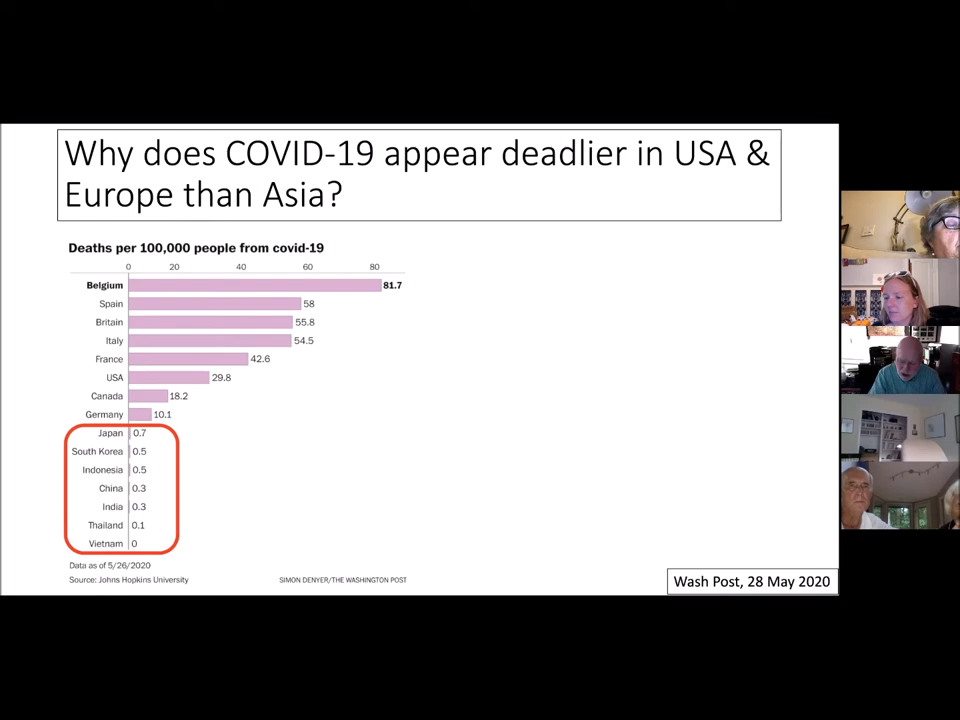 Why does COVID-19 appear deadlier in USA &
Europe than Asia?
Deaths per 100,000 people from covid-19
0 20 40 60 80
Belgium 81.7
Spain 58
Britain 55.8
Italy 54.5
France 42.6
USA 29.8
Canada 18.2
Germany 10.1
Japan 0.7
South Korea 0.5
Indonesia 0.5
China 0.3
India 0.3
Thailand 0.1
Vietnam 0
Data as of 5/26/2020
Source: Johns Hopkins University SIMON DENYER/THE WASHINGTON POST
Wash Post, 28 May 2020